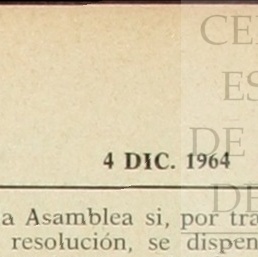 CE
ES
DE
DE
4 DIC. 1964
a Asamblea si, por tra
resolución, se dispen